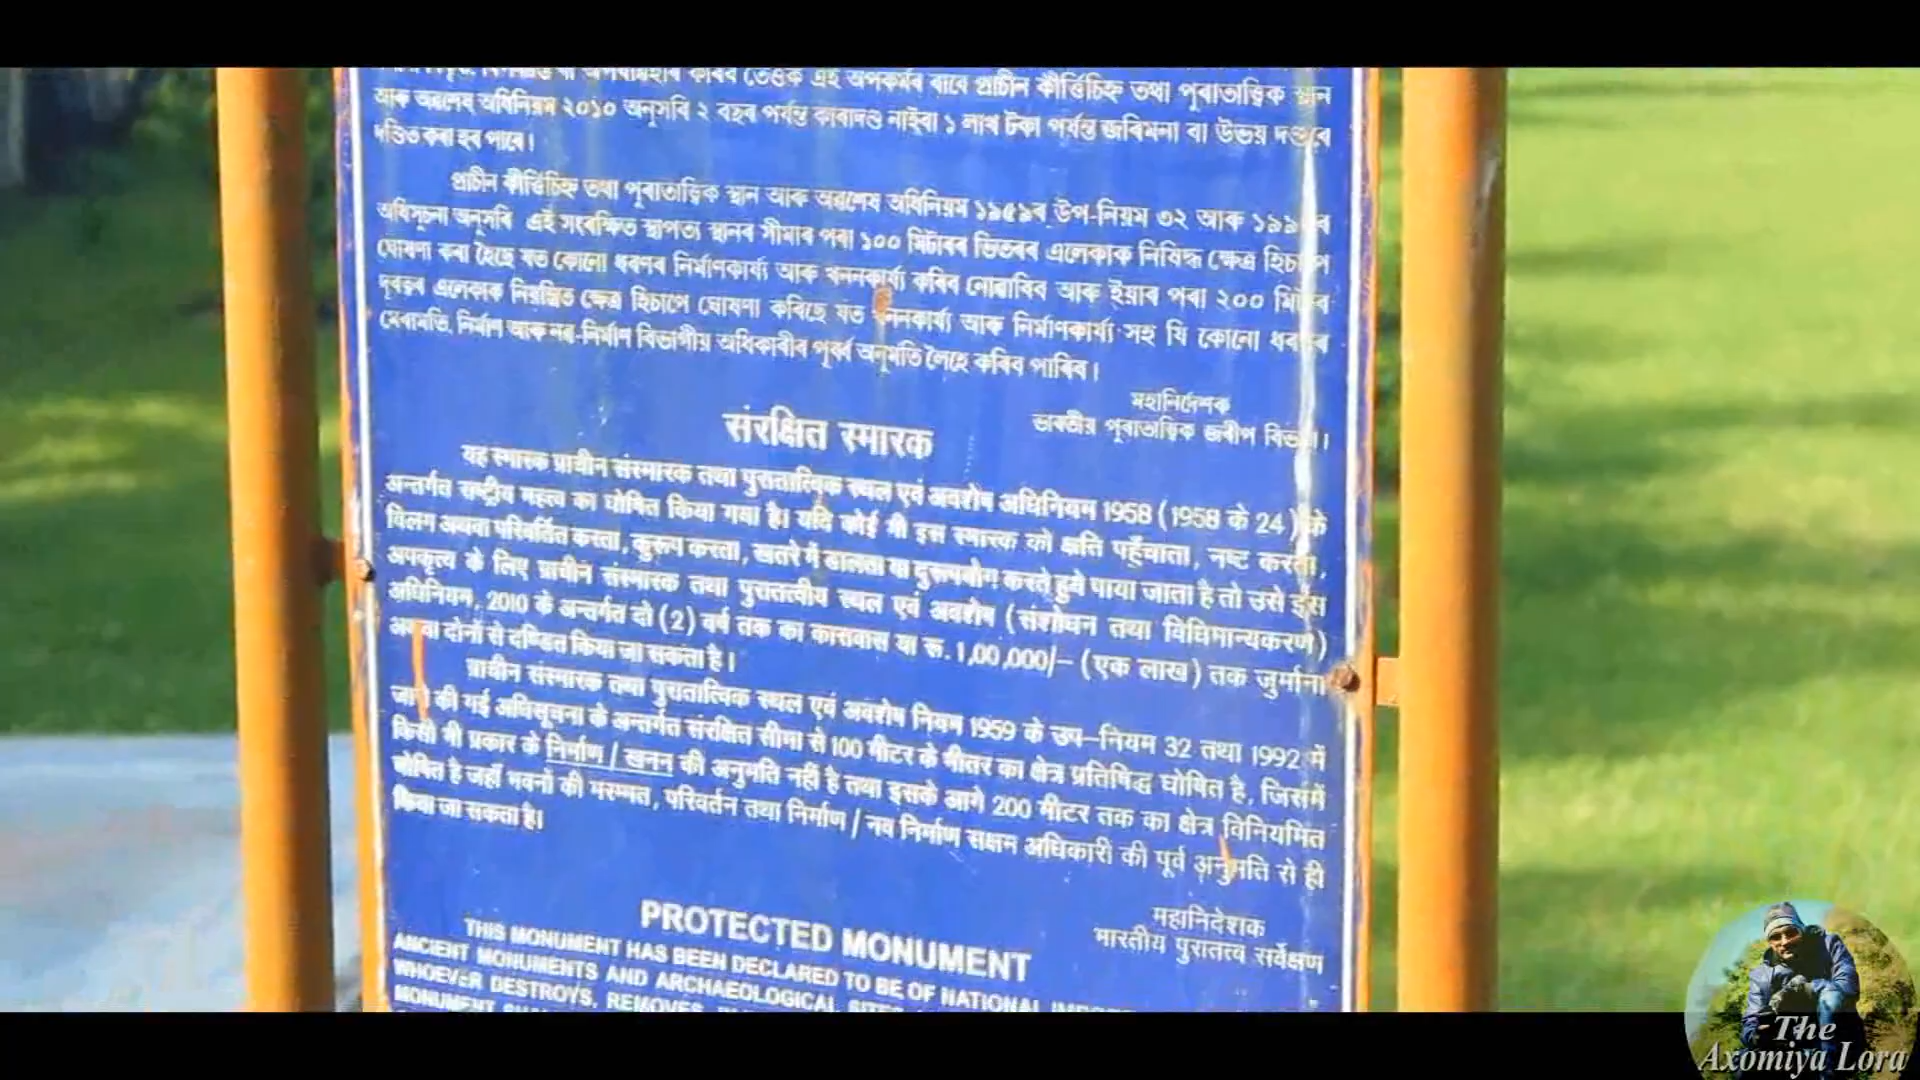 কৰিব তেওঁক এই অপকৰ্মৰ বাবে প্ৰাচীন কীৰ্ত্তিচিহ্ন তথা পুৰাতাত্ত্বিক স্থান
আৰু অৱশেষ অধিনিয়ম ২০১০ অনুসৰি ২ বছৰ পৰ্যন্ত কাৰাদণ্ড নাইবা ১ লাখ টকা পৰ্যন্ত জৰিমনা বা উভয় দণ্ডৰে
দণ্ডিত কৰা হব পাৰে।
প্ৰাচীন কীৰ্ত্তিচিহ্ন তথা পুৰাতাত্ত্বিক স্থান আৰু অৱশেষ অধিনিয়ম ১৯৫৯ৰ উপ-নিয়ম ৩২ আৰু
অধিসূচনা অনুসৰি এই সংৰক্ষিত স্থাপত্য স্থানৰ সীমাৰ পৰা ১০০ মিটাৰৰ ভিতৰৰ এলেকাক নিষিদ্ধ ক্ষেত্ৰ হিচাপে
ঘোষণা কৰা হৈছে যত কোনো ধৰণৰ নিৰ্মাণকাৰ্য্য আৰু খননকাৰ্য্য কৰিব নোৱাৰিব আৰু ইয়াৰ পৰা ২০০ মিটাৰ
দূৰত্বৰ এলেকাক নিয়ন্ত্ৰিত ক্ষেত্ৰ হিচাপে ঘোষণা কৰিছে যত খননকাৰ্য্য আৰু নিৰ্মাণকাৰ্য্য সহ যি কোনো ধৰণৰ
মেৰামতি, নিৰ্মাণ আৰু নৱ-নিৰ্মাণ বিভাগীয় অধিকাৰীৰ পূৰ্ব্ব অনুমতি লৈহে কৰিব পাৰিব।
মহানিৰ্দেশক
ভাৰতীয় পুৰাতাত্ত্বিক জৰীপ বিভাগ।
संरक्षित स्मारक
यह स्मारक प्राचीन संस्मारक तथा पुरातात्विक स्थल एवं अवशेष अधिनियम 1958 (1958 के 24) के
अन्तर्गत राष्ट्रीय महत्व का घोषित किया गया है। यदि कोई भी इस स्मारक को क्षति पहुँचाता, नष्ट करता,
विलग अथवा परिवर्तित करता, कुरूप करता, खतरे में डालता या दुरूपयोग करते हुये पाया जाता है तो उसे इस
अपकृत्य के लिए प्राचीन संस्मारक तथा पुरातत्वीय स्थल एवं अवशेष (संशोधन तथा विधिमान्यकरण)
अधिनियम, 2010 के अन्तर्गत दो (2) वर्ष तक का कारावास या रू. 1,00,000/– (एक लाख) तक जुर्माना
अथवा दोनों से दण्डित किया जा सकता है।
प्राचीन संस्मारक तथा पुरातात्विक स्थल एवं अवशेष नियम 1959 के उप–नियम 32 तथा 1992 में
जारी की गई अधिसूचना के अन्तर्गत संरक्षित सीमा से 100 मीटर के भीतर का क्षेत्र प्रतिषिद्ध घोषित है, जिसमें
किसी भी प्रकार के निर्माण / खनन की अनुमति नहीं है तथा इसके आगे 200 मीटर तक का क्षेत्र विनियमित
घोषित है जहाँ भवनों की मरम्मत, परिवर्तन तथा निर्माण / नव निर्माण सक्षम अधिकारी की पूर्व अनुमति से ही
किया जा सकता है।
महानिदेशक
भारतीय पुरातत्व सर्वेक्षण
PROTECTED MONUMENT
THIS MONUMENT HAS BEEN DECLARED TO BE OF NATIONAL
ANCIENT MONUMENTS AND ARCHAEOLOGICAL SITES
WHOEVER DESTROYS, REMOVES,
MONUMENT
The
Axomiya Lora